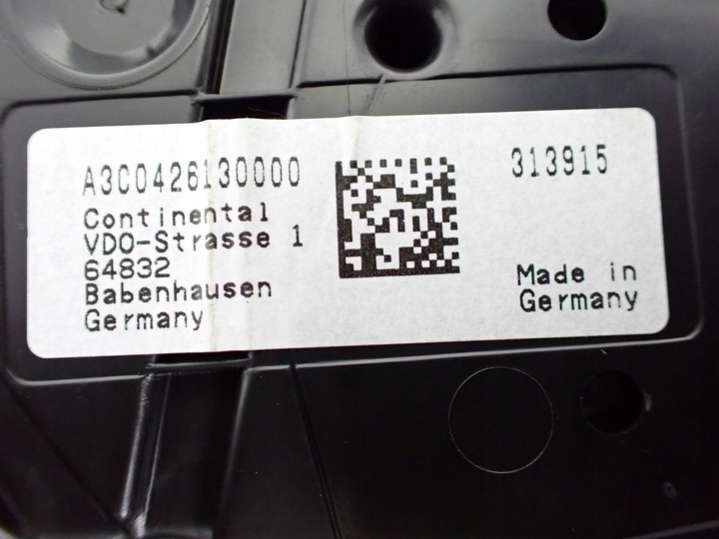 A3C0426130000
313915
Continental
VDO-Strasse 1
64832
Babenhausen
Germany
Made in
Germany